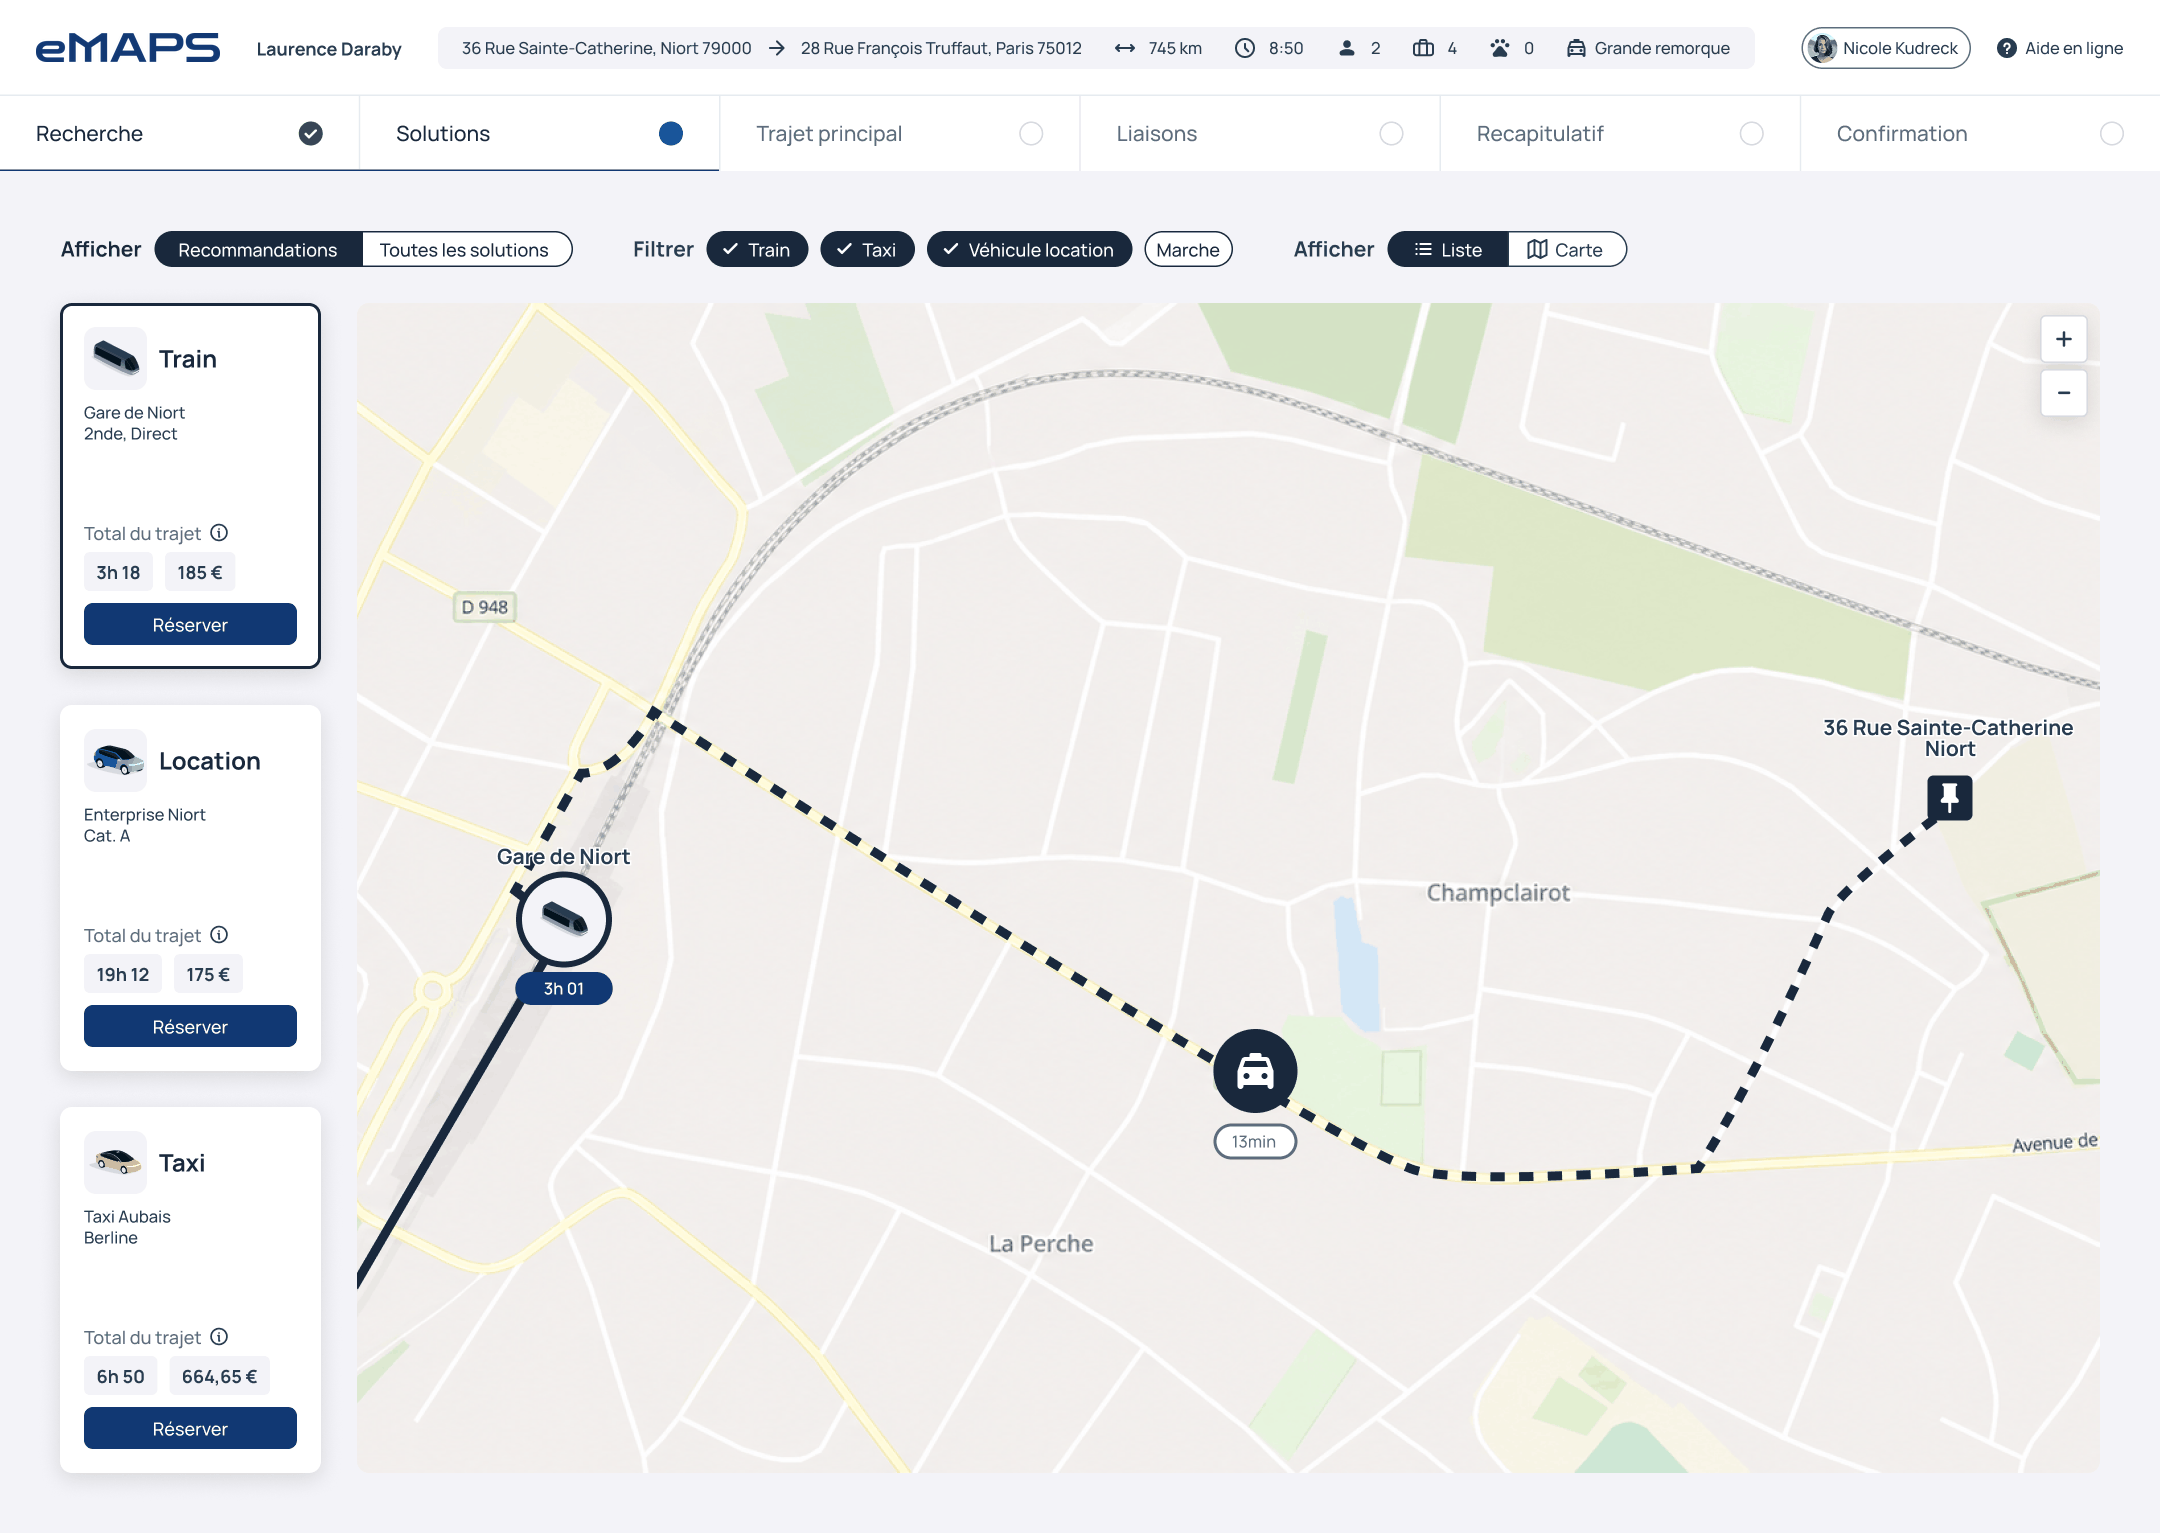 eMAPS
Laurence Daraby
36 Rue Sainte-Catherine, Niort 79000 → 28 Rue François Truffaut, Paris 75012
745 km
8:50
2
4
0
Grande remorque
Nicole Kudreck
Aide en ligne
Recherche
Solutions
Trajet principal
Liaisons
Recapitulatif
Confirmation
Afficher
Recommandations
Toutes les solutions
Filtrer
Train
Taxi
Véhicule location
Marche
Afficher
Liste
Carte
Train
Gare de Niort
2nde, Direct
Total du trajet
3h 18
185 €
Réserver
Location
Enterprise Niort
Cat. A
Total du trajet
19h 12
175 €
Réserver
Taxi
Taxi Aubais
Berline
Total du trajet
6h 50
664,65 €
Réserver
+
−
D 948
36 Rue Sainte-Catherine
Niort
Gare de Niort
3h 01
Champclairot
13min
Avenue de
La Perche